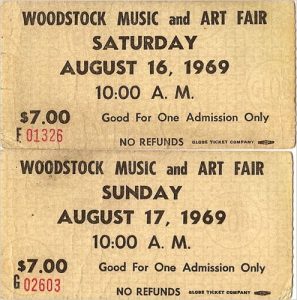 WOODSTOCK MUSIC and ART FAIR
SATURDAY
AUGUST 16, 1969
10:00 A. M.
$7.00 Good For One Admission Only
F 01326
NO REFUNDS GLOBE TICKET COMPANY
WOODSTOCK MUSIC and ART FAIR
SUNDAY
AUGUST 17, 1969
10:00 A. M.
$7.00 Good For One Admission Only
G 02603
NO REFUNDS GLOBE TICKET COMPANY